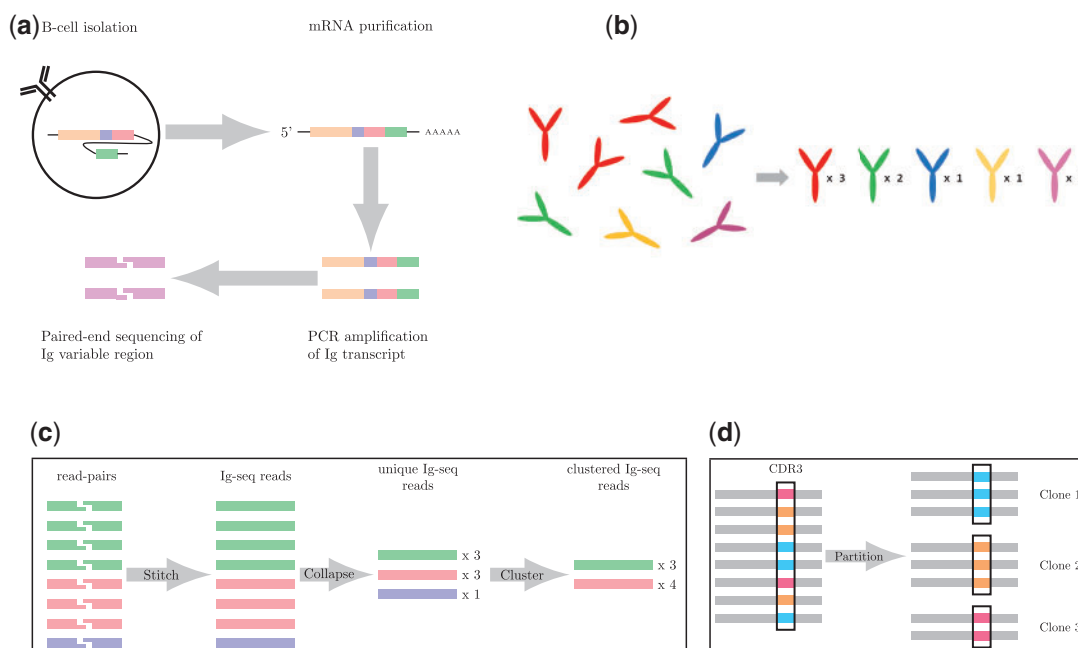 (a)
B-cell isolation
mRNA purification
5'
AAAAA
Paired-end sequencing of
Ig variable region
PCR amplification
of Ig transcript
(b)
x 3
x 2
x 1
x 1
x
(c)
read-pairs
Ig-seq reads
unique Ig-seq
reads
clustered Ig-seq
reads
Stitch
Collapse
x 3
x 3
x 1
Cluster
x 3
x 4
(d)
CDR3
Partition
Clone 1
Clone 2
Clone 3